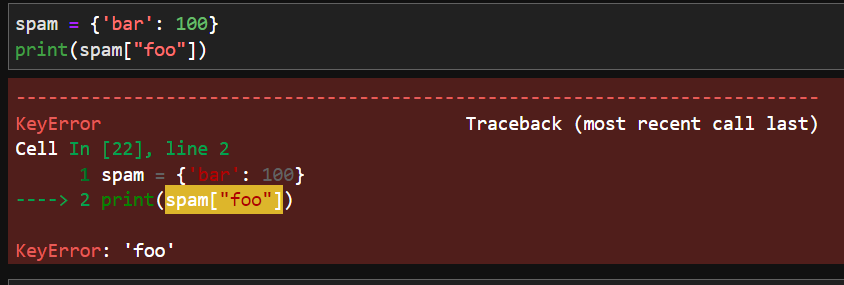 spam = {'bar': 100}
print(spam["foo"])
---------------------------------------------------------------------------
KeyError                                  Traceback (most recent call last)
Cell In [22], line 2
      1 spam = {'bar': 100}
----> 2 print(spam["foo"])
KeyError: 'foo'